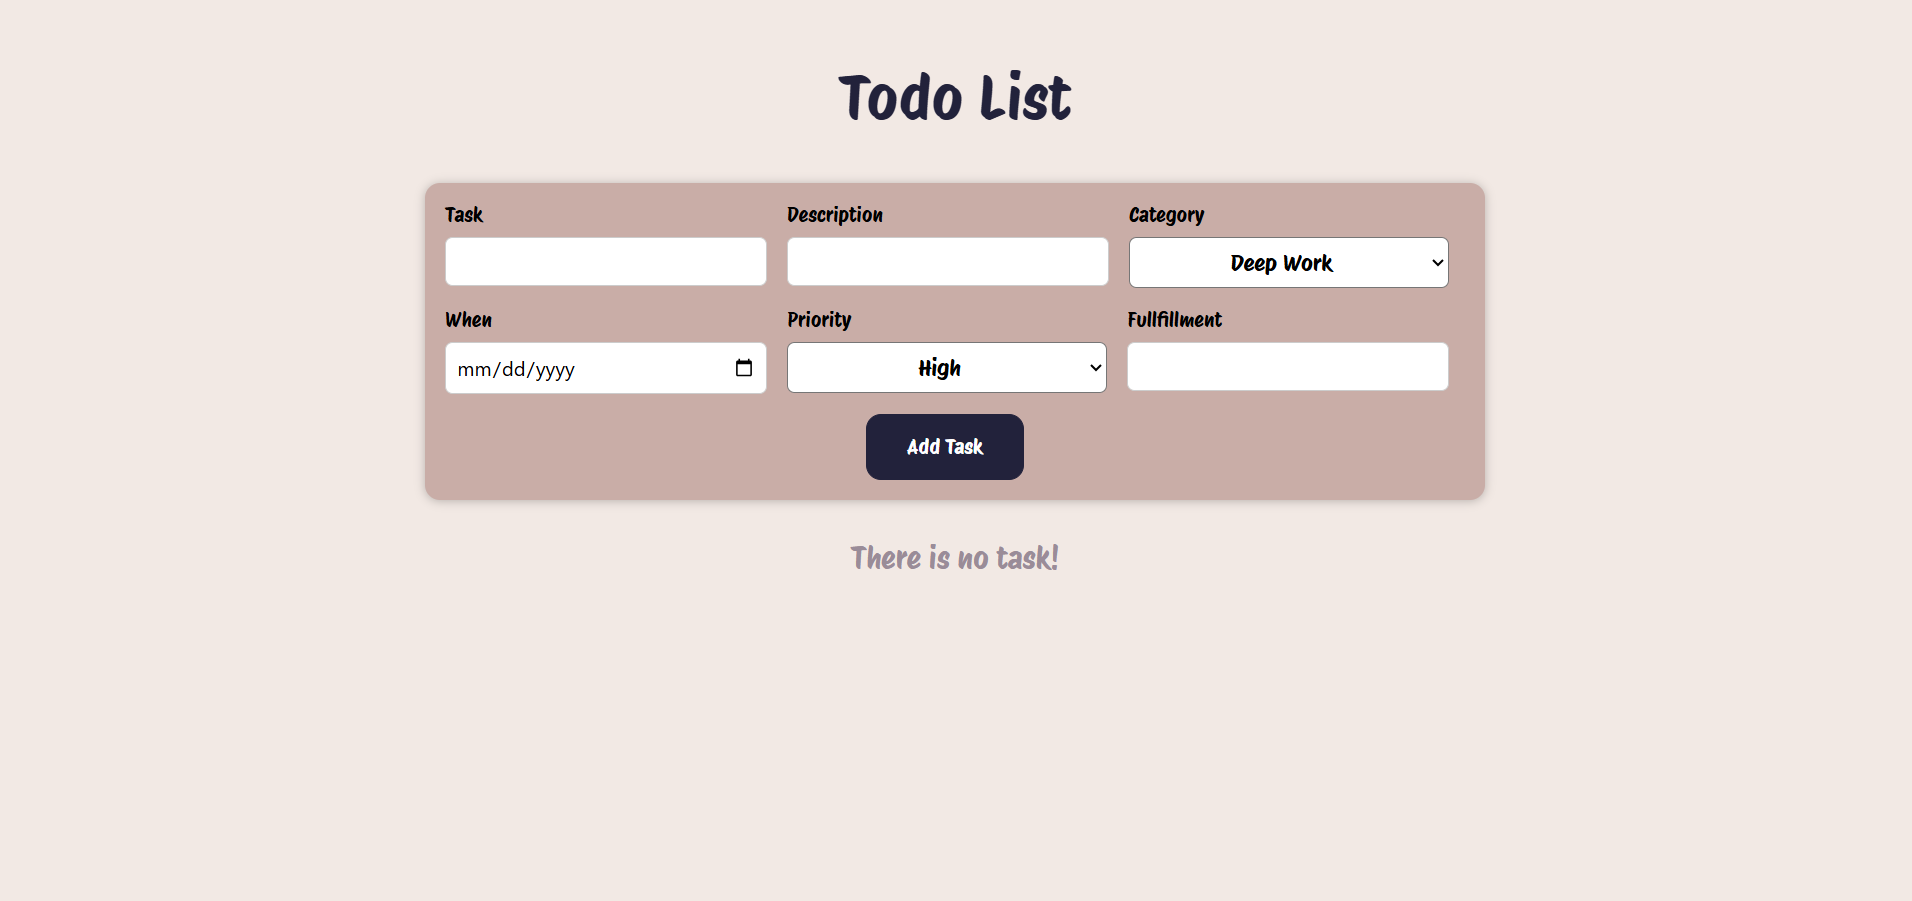 Todo List
Task Description Category
Deep Work
When Priority Fullfillment
mm/dd/yyyy High
Add Task
There is no task!